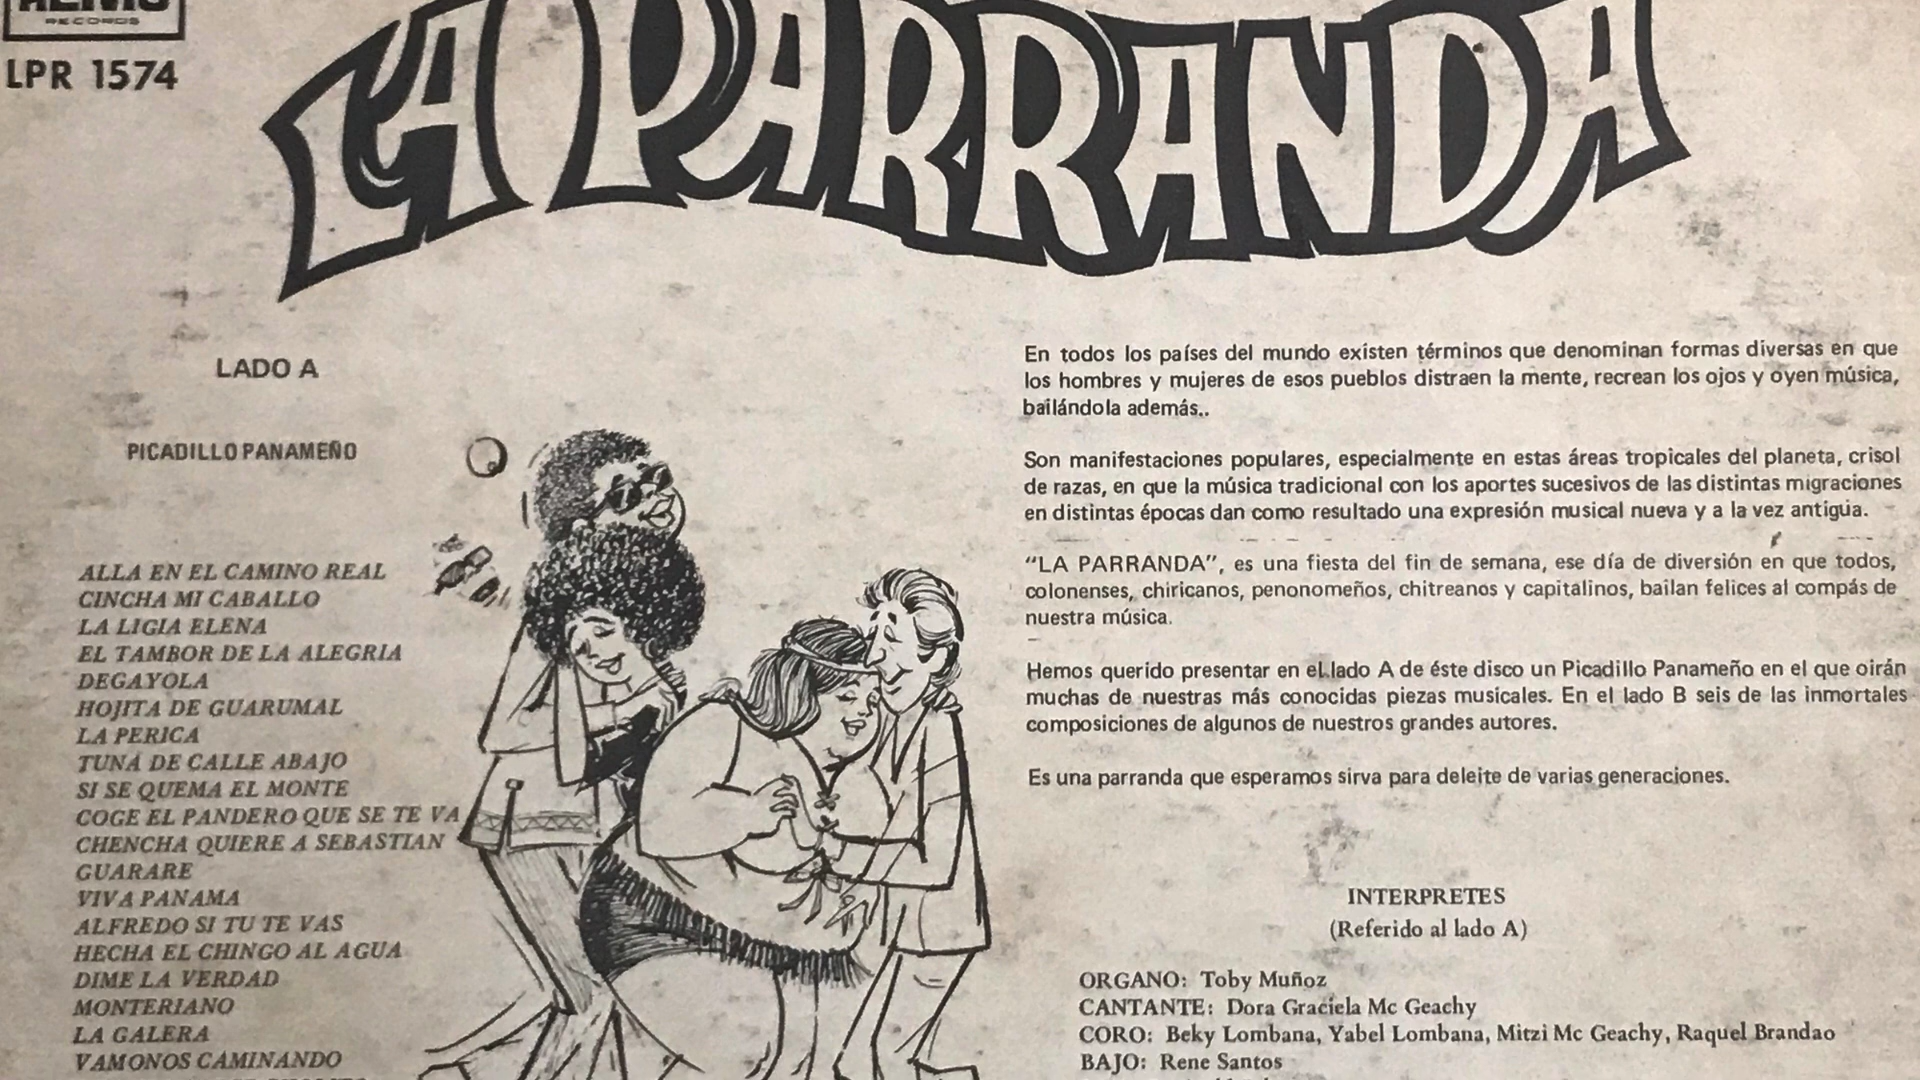 RECORDS
LPR 1574
LA PARRANDA
LADO A
PICADILLO PANAMEÑO
ALLA EN EL CAMINO REAL
CINCHA MI CABALLO
LA LIGIA ELENA
EL TAMBOR DE LA ALEGRIA
DEGAYOLA
HOJITA DE GUARUMAL
LA PERICA
TUNA DE CALLE ABAJO
SI SE QUEMA EL MONTE
COGE EL PANDERO QUE SE TE VA
CHENCHA QUIERE A SEBASTIAN
GUARARE
VIVA PANAMA
ALFREDO SI TU TE VAS
HECHA EL CHINGO AL AGUA
DIME LA VERDAD
MONTERIANO
LA GALERA
VAMONOS CAMINANDO
En todos los países del mundo existen términos que denominan formas diversas en que
los hombres y mujeres de esos pueblos distraen la mente, recrean los ojos y oyen música,
bailándola además..
Son manifestaciones populares, especialmente en estas áreas tropicales del planeta, crisol
de razas, en que la música tradicional con los aportes sucesivos de las distintas migraciones
en distintas épocas dan como resultado una expresión musical nueva y a la vez antigua.
“LA PARRANDA”, es una fiesta del fin de semana, ese día de diversión en que todos,
colonenses, chiricanos, penonomeños, chitreanos y capitalinos, bailan felices al compás de
nuestra música.
Hemos querido presentar en el lado A de éste disco un Picadillo Panameño en el que oirán
muchas de nuestras más conocidas piezas musicales. En el lado B seis de las inmortales
composiciones de algunos de nuestros grandes autores.
Es una parranda que esperamos sirva para deleite de varias generaciones.
INTERPRETES
(Referido al lado A)
ORGANO: Toby Muñoz
CANTANTE: Dora Graciela Mc Geachy
CORO: Beky Lombana, Yabel Lombana, Mitzi Mc Geachy, Raquel Brandao
BAJO: Rene Santos